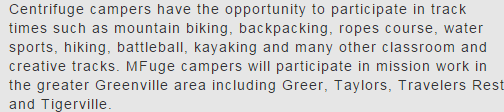 Centrifuge campers have the opportunity to participate in track
times such as mountain biking, backpacking, ropes course, water
sports, hiking, battleball, kayaking and many other classroom and
creative tracks. MFuge campers will participate in mission work in
the greater Greenville area including Greer, Taylors, Travelers Rest
and Tigerville.